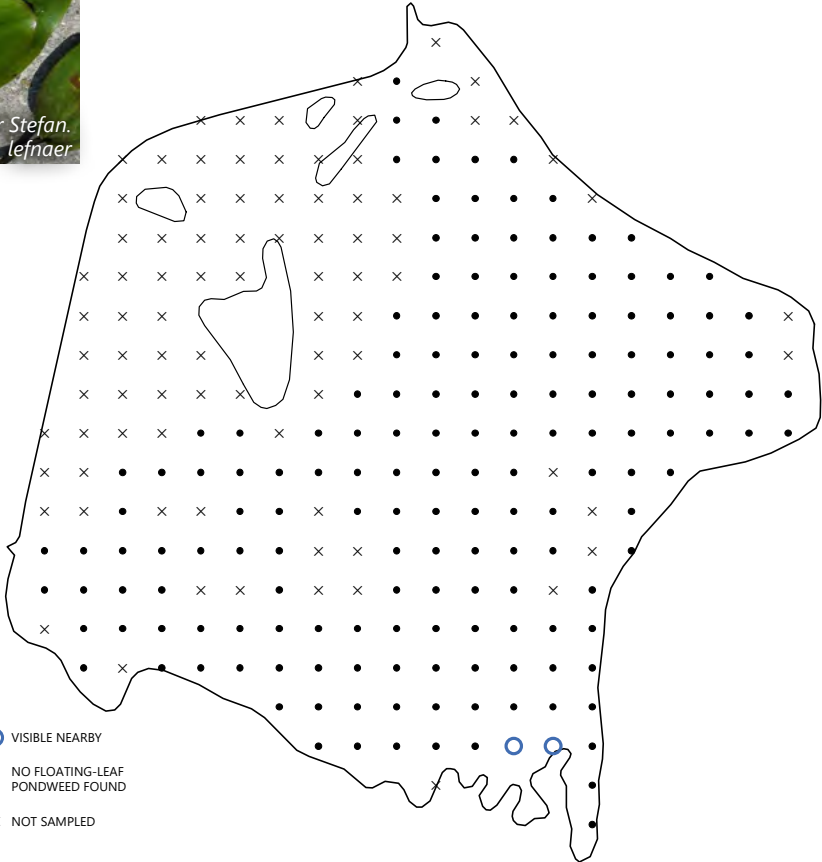 r Stefan.
lefnaer
VISIBLE NEARBY
NO FLOATING-LEAF
PONDWEED FOUND
NOT SAMPLED